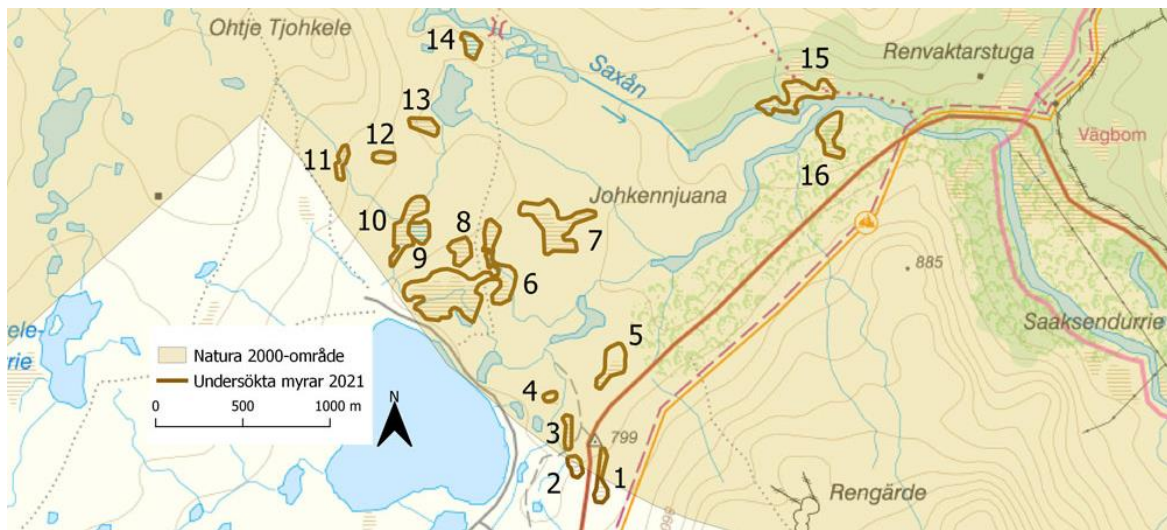 Ohtje Tjohkele
14
Saxån
15
Renvaktarstuga
13
12
11
Vägbom
16
Johkennjuana
10
8
7
9
6
885
Saaksendurrie
5
Natura 2000-område
Undersökta myrar 2021
0 500 1000 m
N
4
3
799
2
1
Rengärde